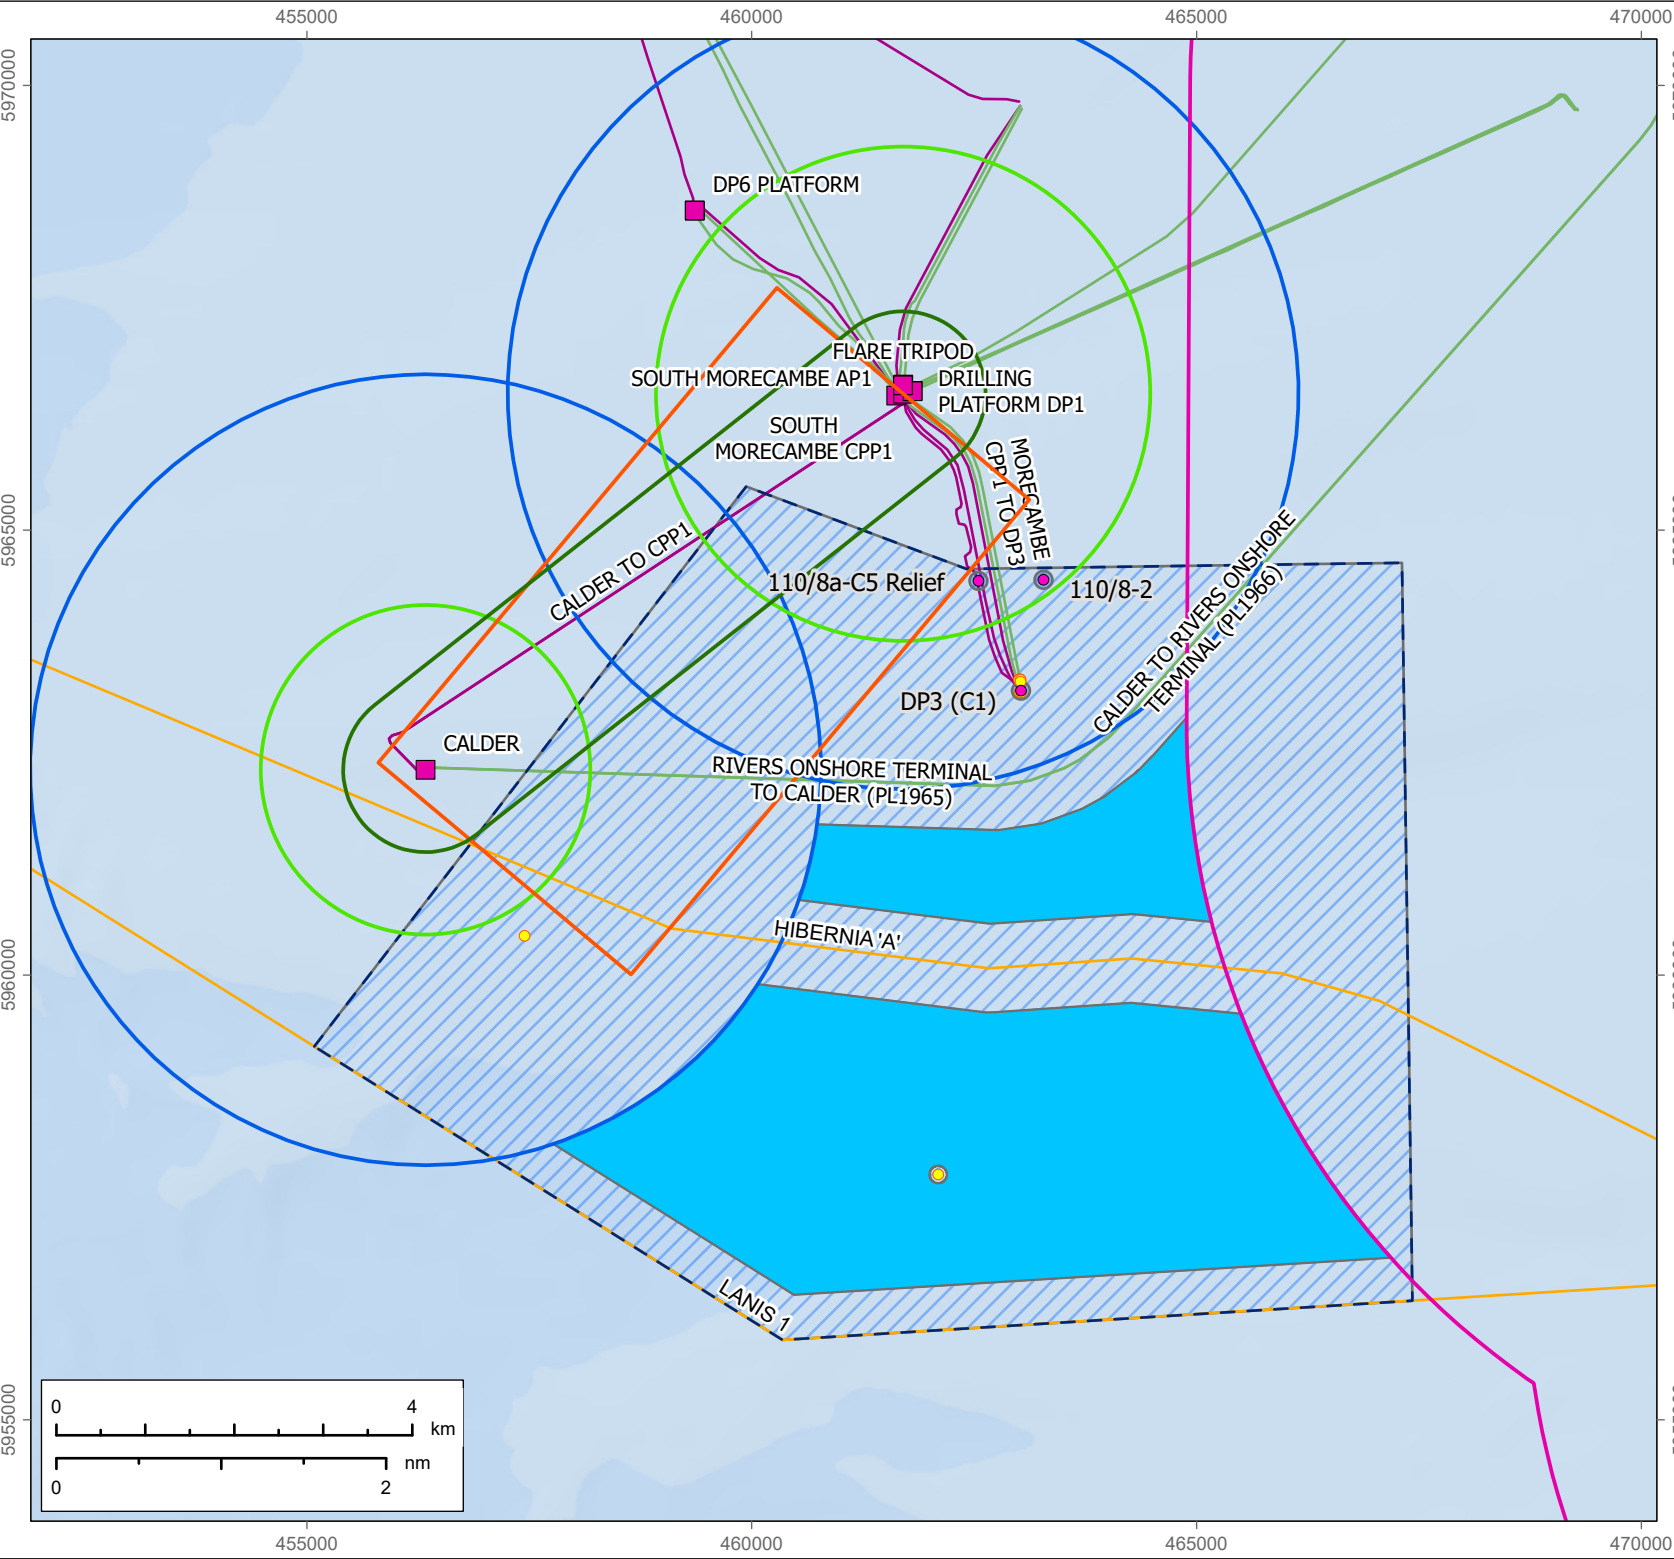 455000
460000
465000
470000
5970000
5965000
5960000
5955000
DP6 PLATFORM
FLARE TRIPOD
SOUTH MORECAMBE AP1
DRILLING
PLATFORM DP1
SOUTH
MORECAMBE CPP1
MORECAMBE
CPP1 TO DP3
CALDER TO CPP1
110/8a-C5 Relief
110/8-2
CALDER TO RIVERS ONSHORE
TERMINAL (PL1966)
DP3 (C1)
CALDER
RIVERS ONSHORE TERMINAL
TO CALDER (PL1965)
HIBERNIA 'A'
LANIS 1
0
4
km
nm
0
2
455000
460000
465000
470000